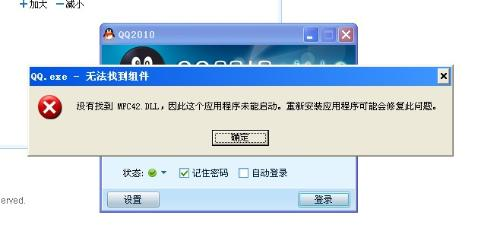 加大 减小
QQ2010
QQ.exe - 无法找到组件
没有找到 MFC42.DLL，因此这个应用程序未能启动。重新安装应用程序可能会修复此问题。
确定
状态: 记住密码 自动登录
设置 登录
erved.